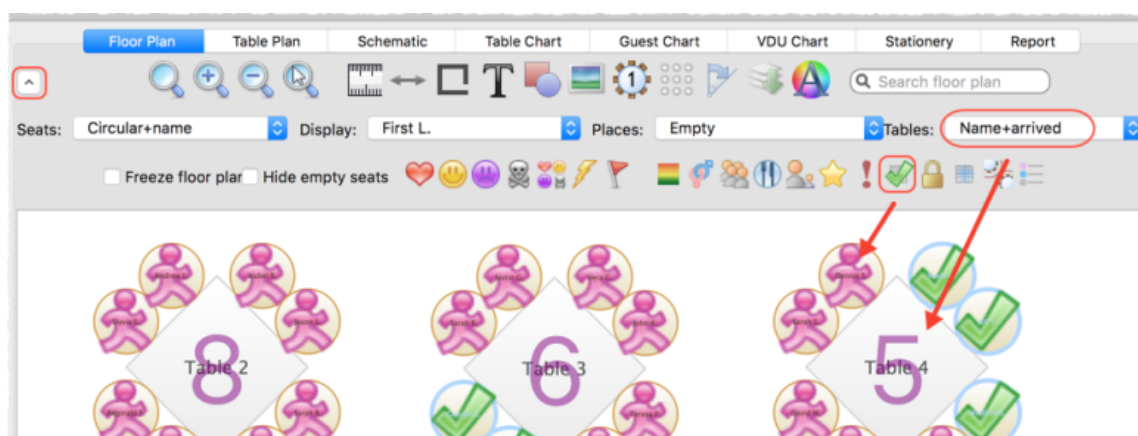 Floor Plan Table Plan Schematic Table Chart Guest Chart VDU Chart Stationery Report
T 1 Search floor plan
Seats: Circular+name Display: First L. Places: Empty Tables: Name+arrived
Freeze floor plan Hide empty seats
8 Table 2
6 Table 3
5 Table 4